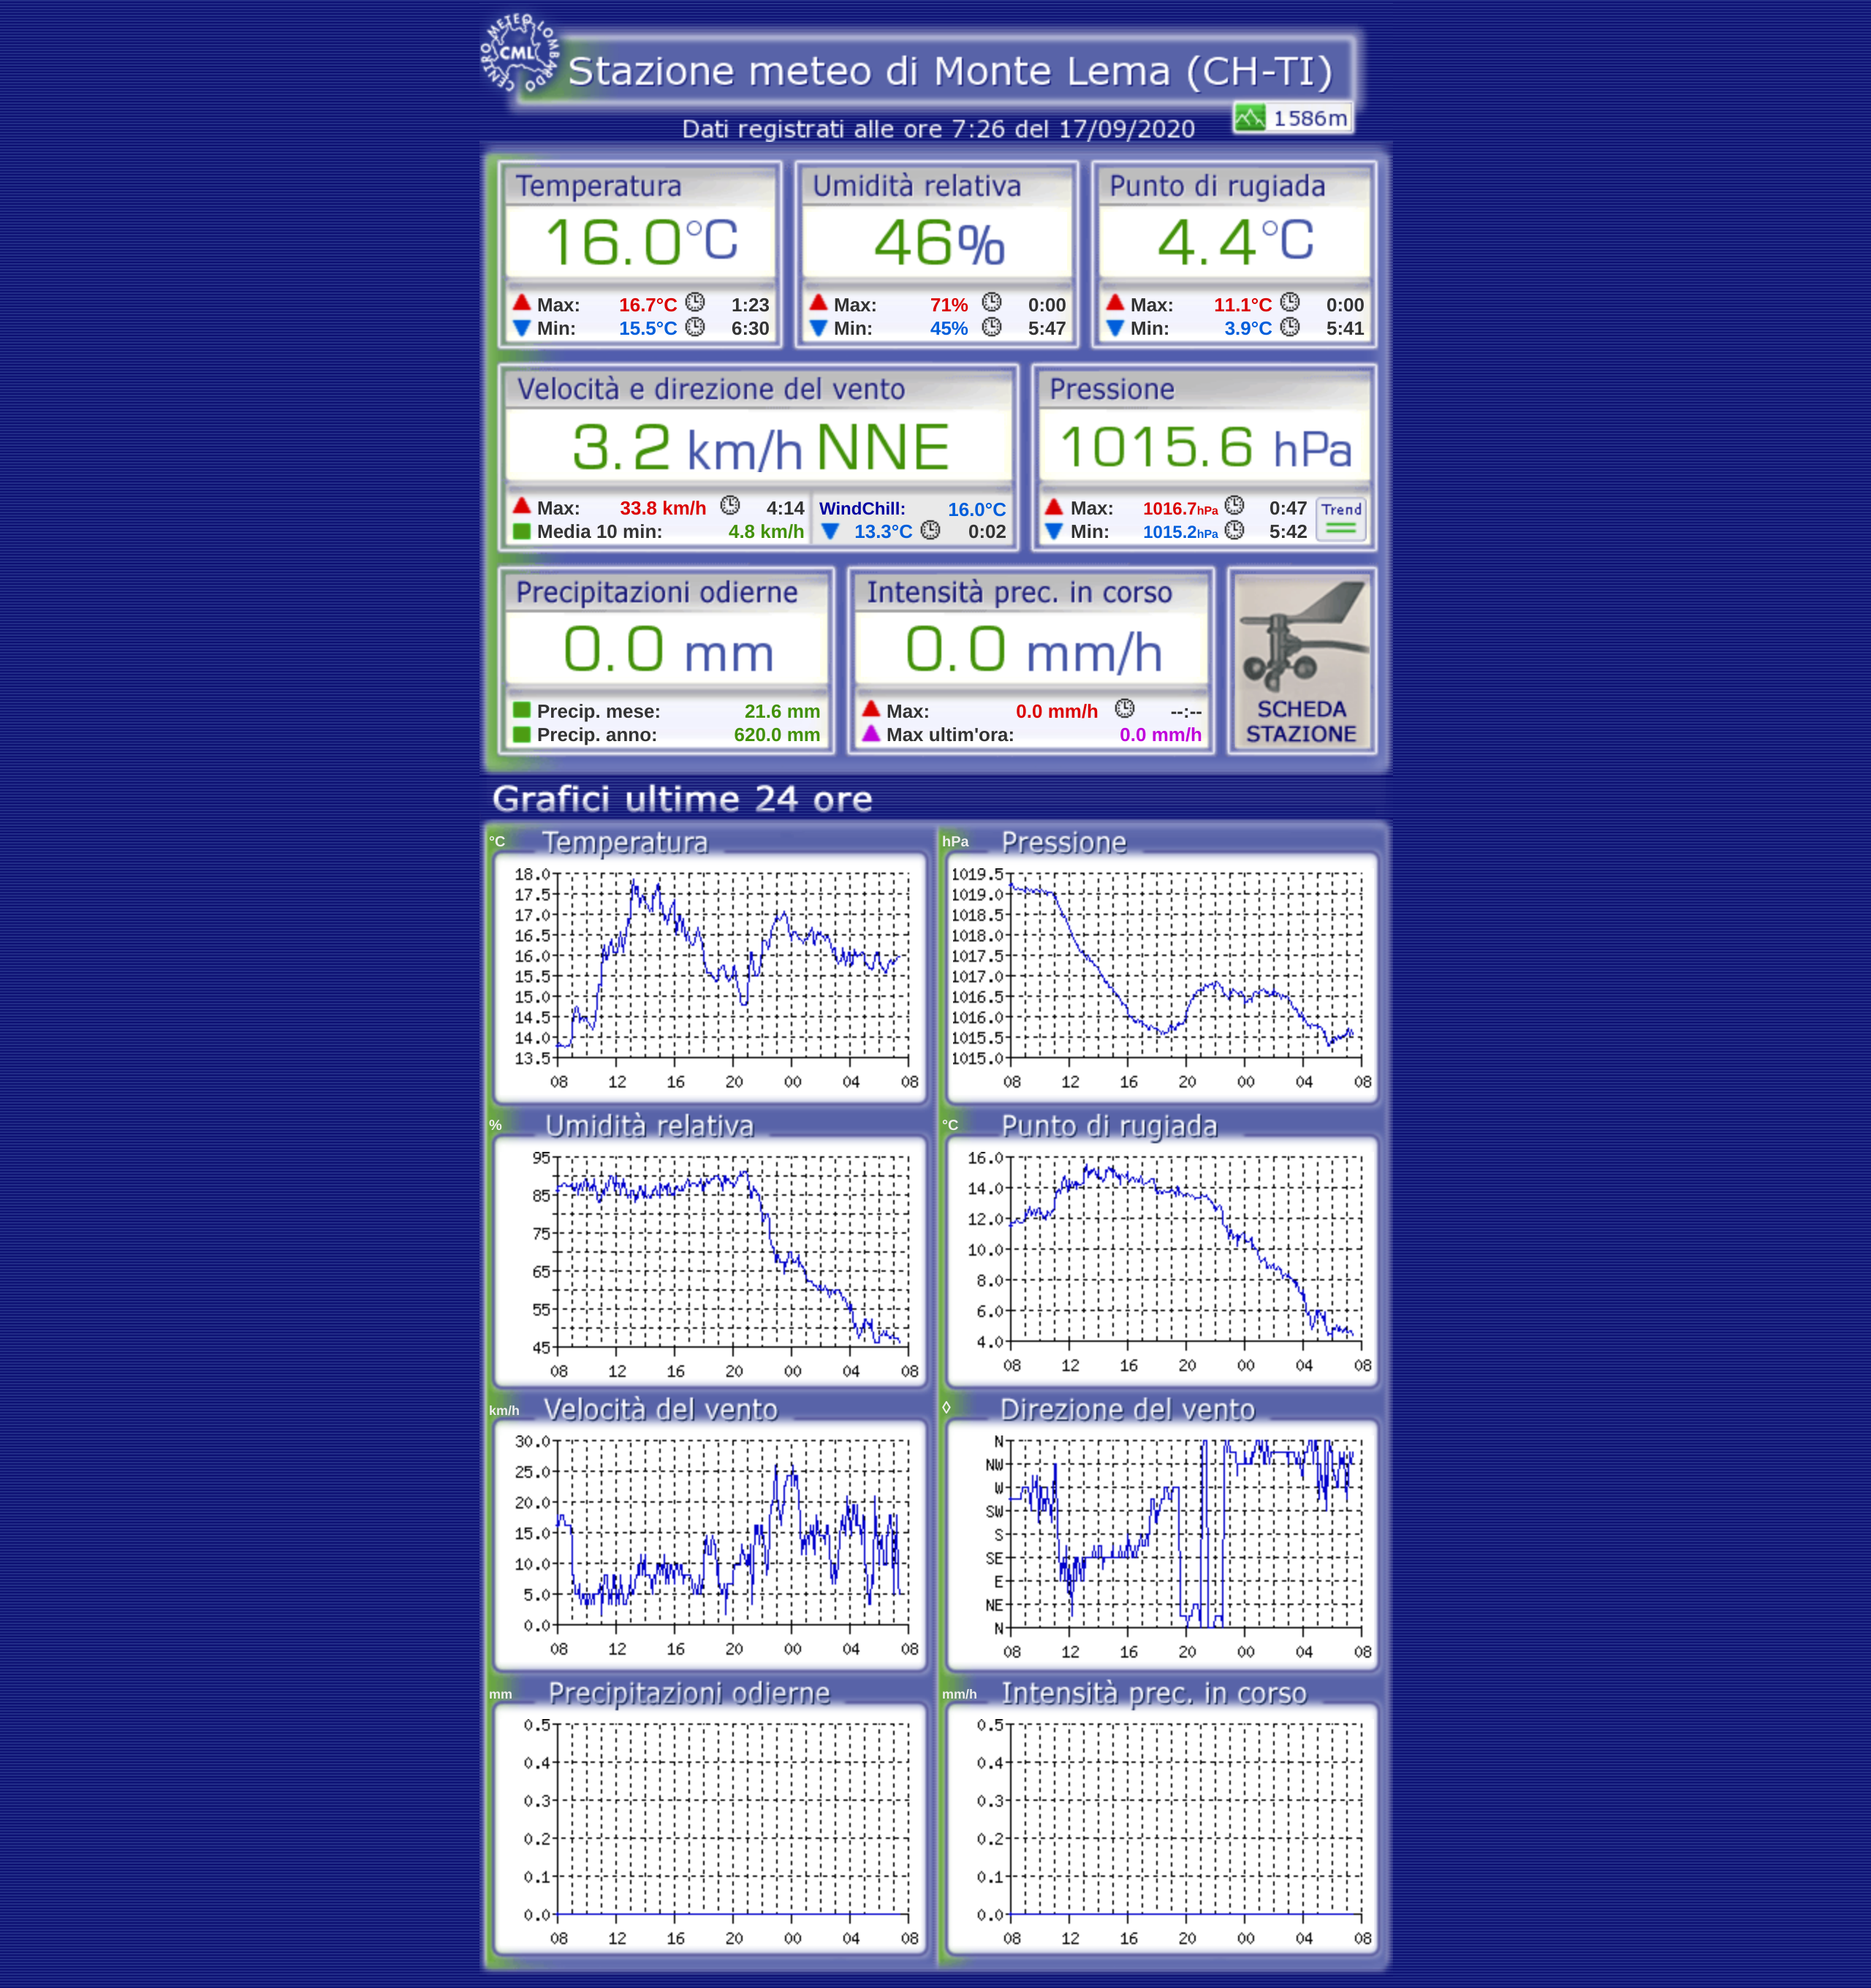 CENTRO METEO LOMBARDO
CML
Stazione meteo di Monte Lema (CH-TI)
1586m
Dati registrati alle ore 7:26 del 17/09/2020
Temperatura
16.0°C
Max: 16.7°C 1:23
Min: 15.5°C 6:30
Umidità relativa
46%
Max: 71% 0:00
Min: 45% 5:47
Punto di rugiada
4.4°C
Max: 11.1°C 0:00
Min: 3.9°C 5:41
Velocità e direzione del vento
3.2 km/h NNE
Max: 33.8 km/h 4:14
Media 10 min: 4.8 km/h
WindChill: 16.0°C
13.3°C 0:02
Pressione
1015.6 hPa
Max: 1016.7hPa 0:47
Min: 1015.2hPa 5:42
Trend
Precipitazioni odierne
0.0 mm
Precip. mese: 21.6 mm
Precip. anno: 620.0 mm
Intensità prec. in corso
0.0 mm/h
Max: 0.0 mm/h --:--
Max ultim'ora: 0.0 mm/h
SCHEDA
STAZIONE
Grafici ultime 24 ore
°C Temperatura
18.0
17.5
17.0
16.5
16.0
15.5
15.0
14.5
14.0
13.5
08 12 16 20 00 04 08
hPa Pressione
1019.5
1019.0
1018.5
1018.0
1017.5
1017.0
1016.5
1016.0
1015.5
1015.0
08 12 16 20 00 04 08
% Umidità relativa
95
85
75
65
55
45
08 12 16 20 00 04 08
°C Punto di rugiada
16.0
14.0
12.0
10.0
8.0
6.0
4.0
08 12 16 20 00 04 08
km/h Velocità del vento
30.0
25.0
20.0
15.0
10.0
5.0
0.0
08 12 16 20 00 04 08
◊ Direzione del vento
N
NW
W
SW
S
SE
E
NE
N
08 12 16 20 00 04 08
mm Precipitazioni odierne
0.5
0.4
0.3
0.2
0.1
0.0
08 12 16 20 00 04 08
mm/h Intensità prec. in corso
0.5
0.4
0.3
0.2
0.1
0.0
08 12 16 20 00 04 08